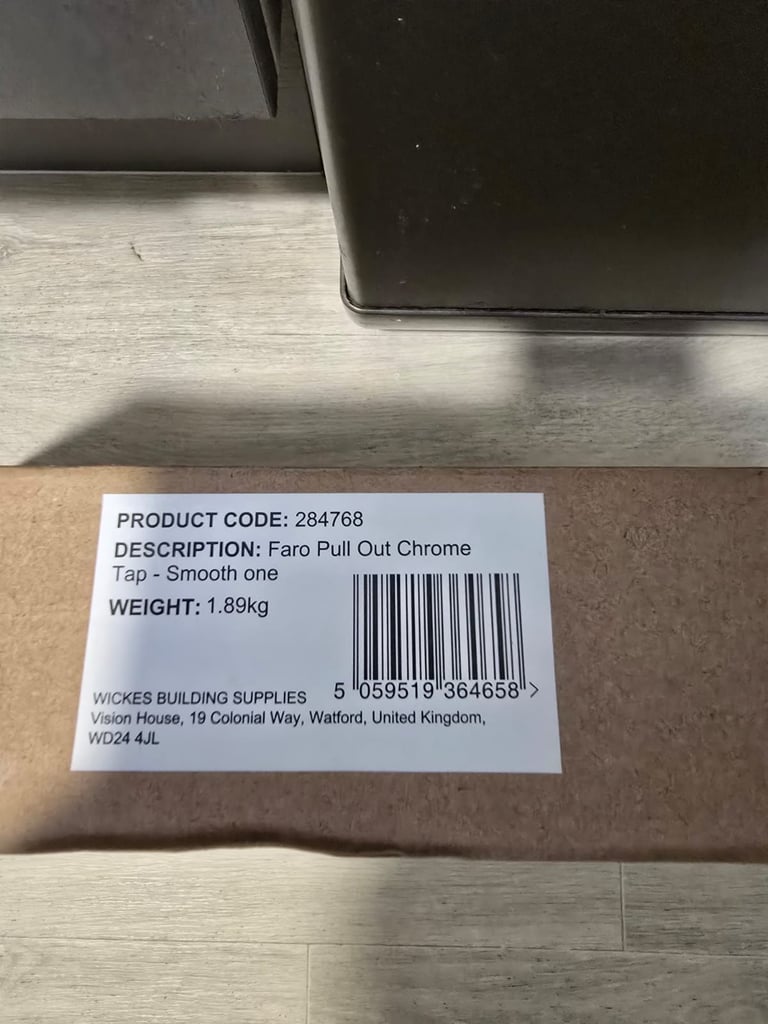 PRODUCT CODE: 284768
DESCRIPTION: Faro Pull Out Chrome
Tap - Smooth one
WEIGHT: 1.89kg
5 059519 364658 >
WICKES BUILDING SUPPLIES
Vision House, 19 Colonial Way, Watford, United Kingdom,
WD24 4JL